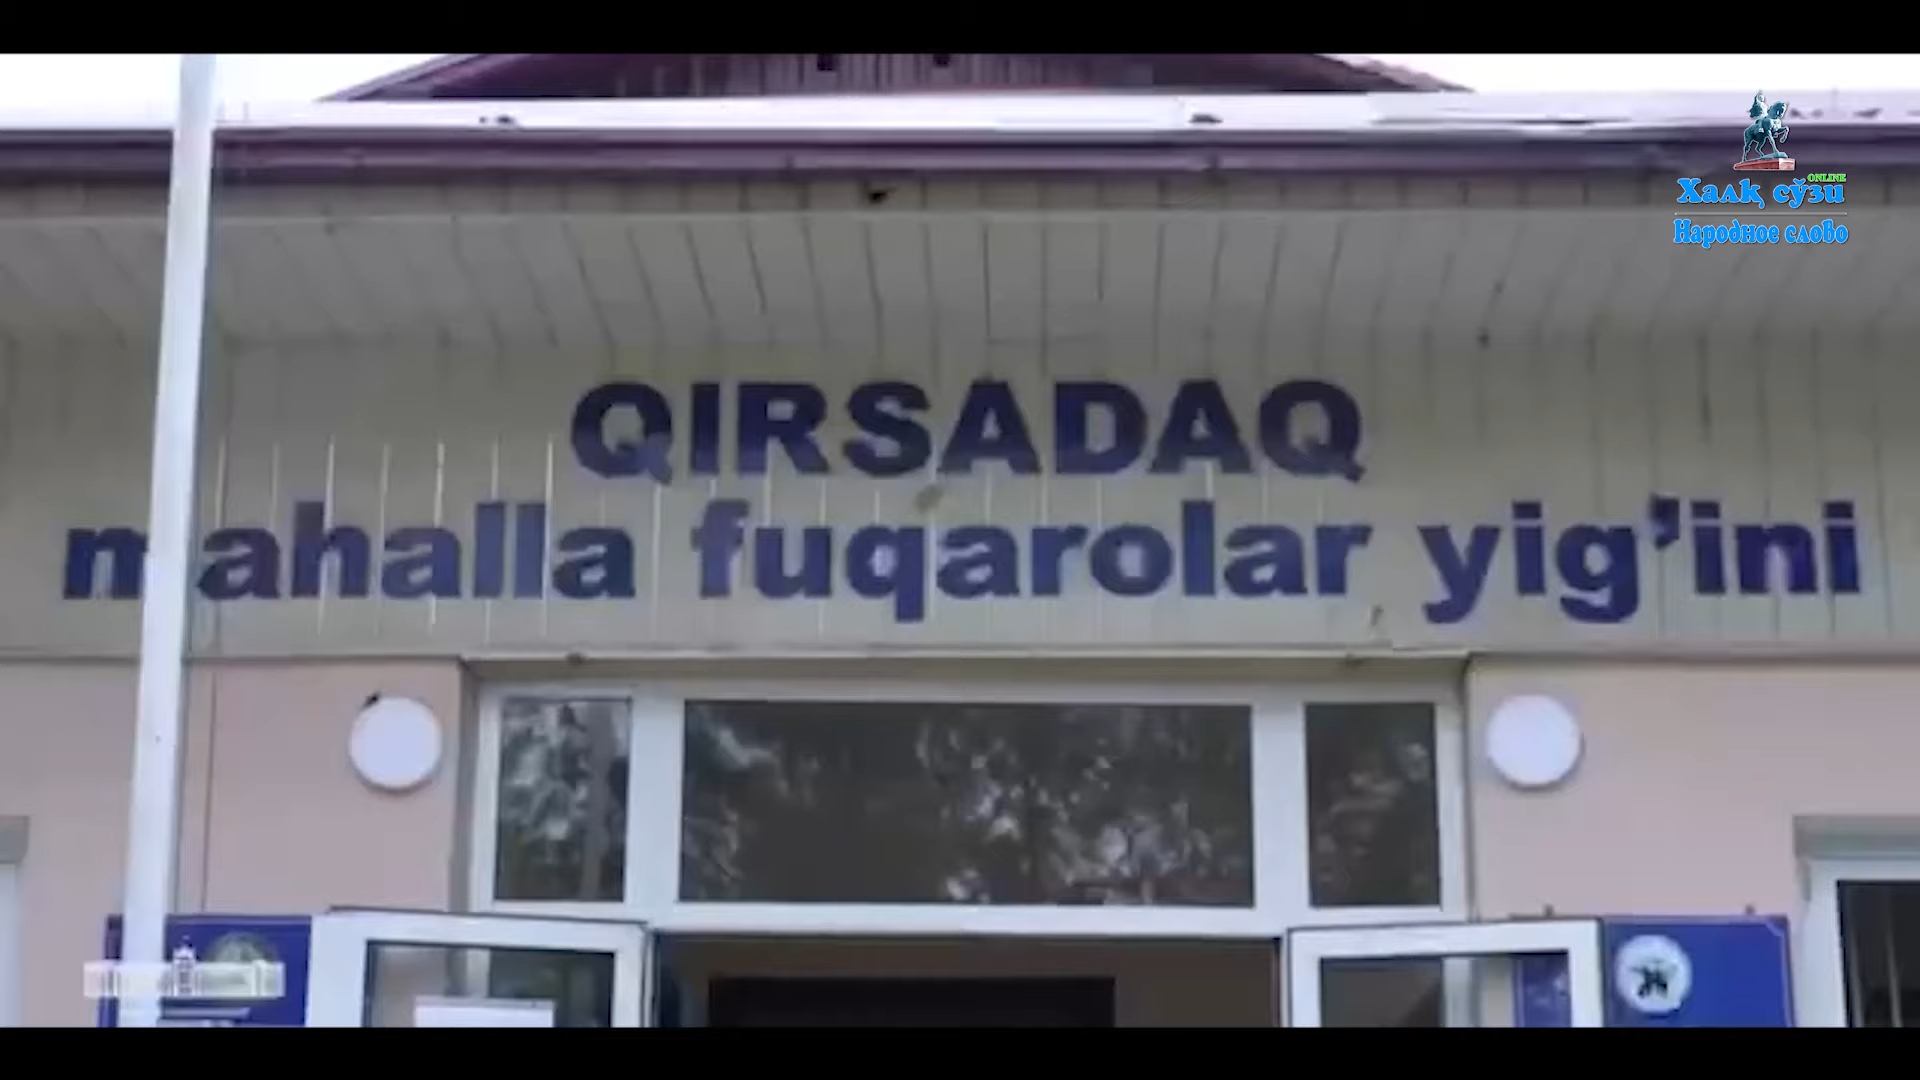 ONLINE
Халқ сўзи
Народное слово
QIRSADAQ
mahalla fuqarolar yig'ini